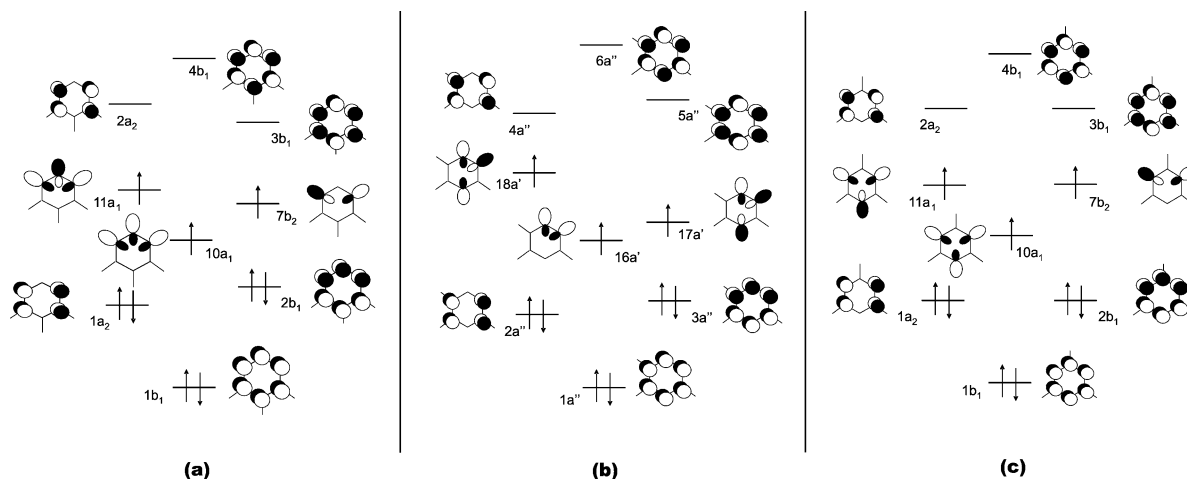 4b1
2a2
3b1
11a1
7b2
10a1
2b1
1a2
1b1
(a)
6a''
4a''
5a''
18a'
17a'
16a'
2a''
3a''
1a''
(b)
4b1
2a2
3b1
11a1
7b2
10a1
1a2
2b1
1b1
(c)